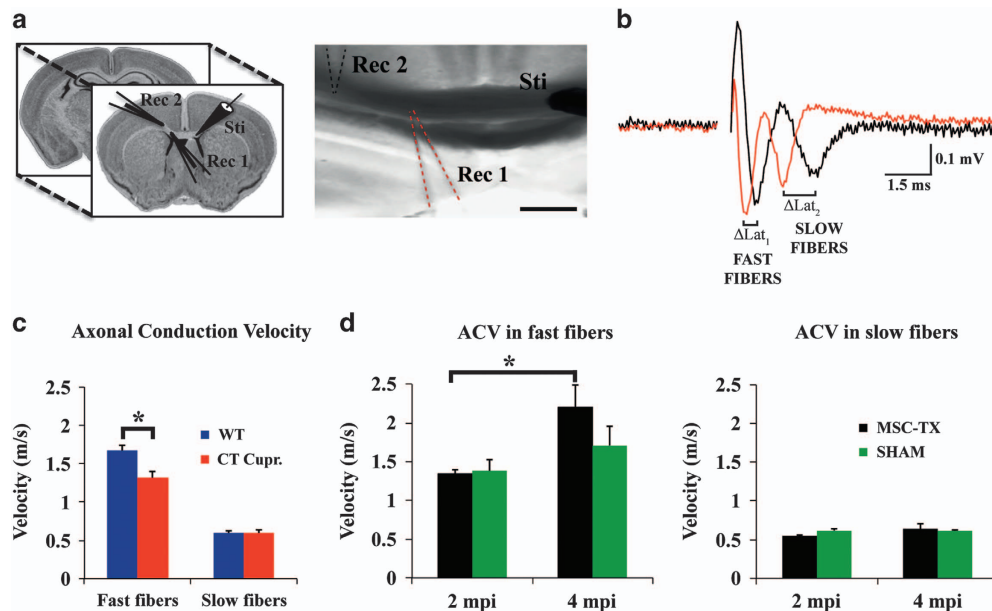 a
Rec 2
Sti
Rec 1
Rec 2
Sti
Rec 1
b
0.1 mV
1.5 ms
ΔLat1
ΔLat2
SLOW
FIBERS
FAST
FIBERS
c
Axonal Conduction Velocity
Velocity (m/s)
2.5
2
1.5
1
0.5
0
*
WT
CT Cupr.
Fast fibers
Slow fibers
d
ACV in fast fibers
Velocity (m/s)
2.5
2
1.5
1
0.5
0
*
2 mpi
4 mpi
ACV in slow fibers
Velocity (m/s)
2.5
2
1.5
1
0.5
0
MSC-TX
SHAM
2 mpi
4 mpi